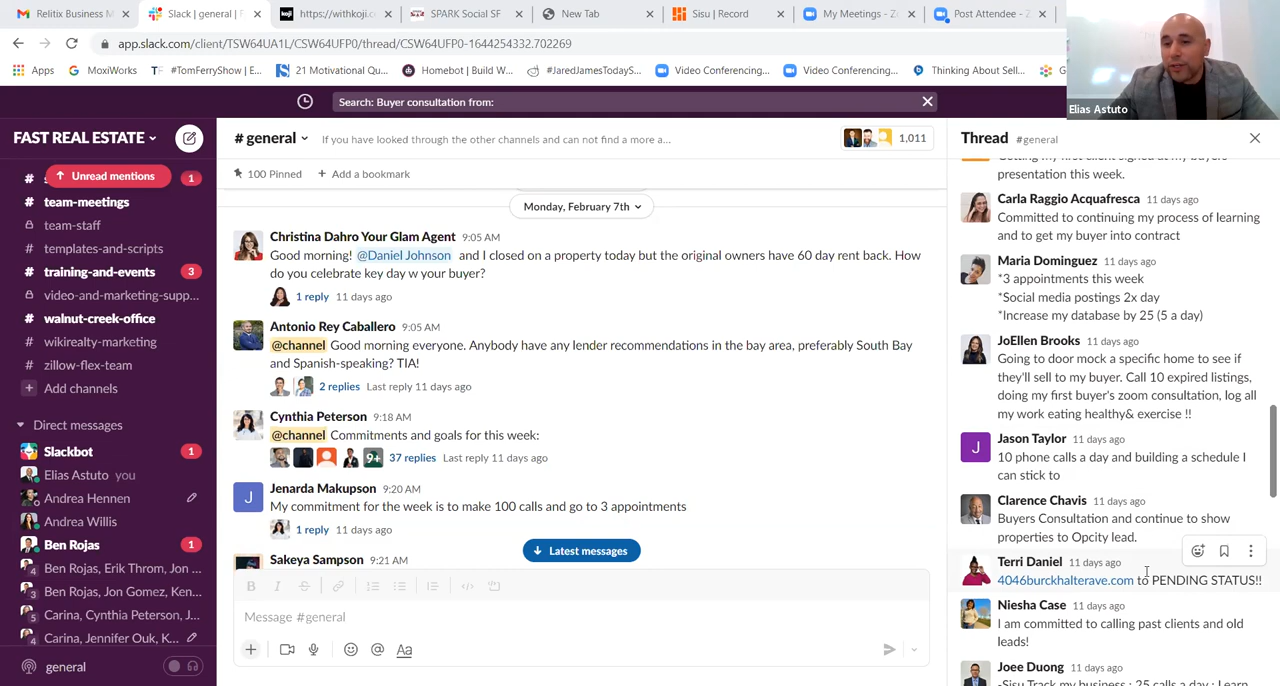 Relitix Business M
Slack | general | F
https://withkoji.c
SPARK Social SF
New Tab
Sisu | Record
My Meetings - Z
Post Attendee - Z
app.slack.com/client/TSW64UA1L/CSW64UFP0/thread/CSW64UFP0-1644254332.702269
Apps
MoxiWorks
#TomFerryShow | E...
21 Motivational Qu...
Homebot | Build W...
#JaredJamesTodayS...
Video Conferencing...
Video Conferencing...
Thinking About Sell...
Elias Astuto
Search: Buyer consultation from:
FAST REAL ESTATE
Unread mentions
1
# team-meetings
team-staff
# templates-and-scripts
# training-and-events 3
video-and-marketing-supp...
# walnut-creek-office
# wikirealty-marketing
# zillow-flex-team
+ Add channels
Direct messages
Slackbot 1
Elias Astuto you
Andrea Hennen
Andrea Willis
Ben Rojas 1
4 Ben Rojas, Erik Throm, Jon ...
3 Ben Rojas, Jon Gomez, Ken...
5 Carina, Cynthia Peterson, J...
4 Carina, Jennifer Ouk, K...
general
# general
If you have looked through the other channels and can not find a more a...
1,011
100 Pinned
+ Add a bookmark
Monday, February 7th
Christina Dahro Your Glam Agent 9:05 AM
Good morning! @Daniel Johnson and I closed on a property today but the original owners have 60 day rent back. How
do you celebrate key day w your buyer?
1 reply 11 days ago
Antonio Rey Caballero 9:05 AM
@channel Good morning everyone. Anybody have any lender recommendations in the bay area, preferably South Bay
and Spanish-speaking? TIA!
2 replies Last reply 11 days ago
Cynthia Peterson 9:18 AM
@channel Commitments and goals for this week:
9+ 37 replies Last reply 11 days ago
J
Jenarda Makupson 9:20 AM
My commitment for the week is to make 100 calls and go to 3 appointments
1 reply 11 days ago
Latest messages
Sakeya Sampson 9:21 AM
B I S
Message #general
+ Aa
Thread #general
presentation this week.
Carla Raggio Acquafresca 11 days ago
Committed to continuing my process of learning
and to get my buyer into contract
Maria Dominguez 11 days ago
*3 appointments this week
*Social media postings 2x day
*Increase my database by 25 (5 a day)
JoEllen Brooks 11 days ago
Going to door mock a specific home to see if
they'll sell to my buyer. Call 10 expired listings,
doing my first buyer's zoom consultation, log all
my work eating healthy& exercise !!
J
Jason Taylor 11 days ago
10 phone calls a day and building a schedule I
can stick to
Clarence Chavis 11 days ago
Buyers Consultation and continue to show
properties to Opcity lead.
Terri Daniel 11 days ago
4046burckhalterave.com to PENDING STATUS!!
Niesha Case 11 days ago
I am committed to calling past clients and old
leads!
Joee Duong 11 days ago
-Sisu Track my business : 25 calls a day : Learn